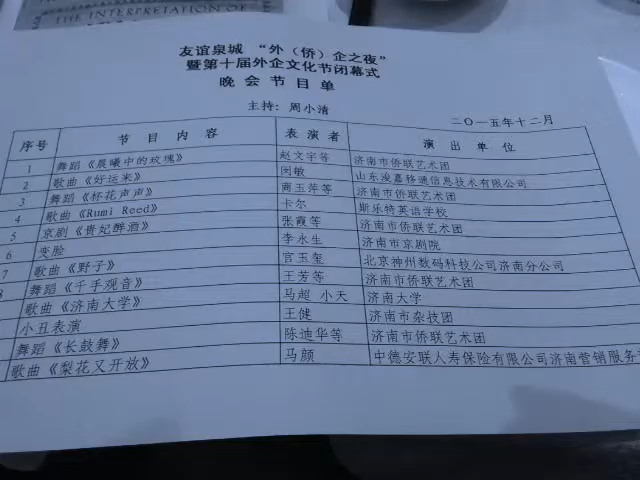 THE INTERPRETATION OF
友谊泉城 “外（侨）企之夜”
暨第十届外企文化节闭幕式
晚会节目单
主持：周小清
二〇一五年十二月
序号 节目内容 表演者 演出单位
1 舞蹈《晨曦中的玫瑰》 赵文宇等 济南市侨联艺术团
2 歌曲《好运来》 闵敏 山东浚嘉移通信息技术有限公司
3 舞蹈《杯花声声》 商玉萍等 济南市侨联艺术团
4 歌曲《Rumi Reed》 卡尔 斯乐特英语学校
5 京剧《贵妃醉酒》 张霞等 济南市侨联艺术团
6 变脸 李永生 济南市京剧院
7 歌曲《野子》 宫玉玺 北京神州数码科技公司济南分公司
舞蹈《千手观音》 王芳等 济南市侨联艺术团
歌曲《济南大学》 马超 小天 济南大学
小丑表演 王健 济南市杂技团
舞蹈《长鼓舞》 陈迪华等 济南市侨联艺术团
歌曲《梨花又开放》 马颜 中德安联人寿保险有限公司济南营销服务